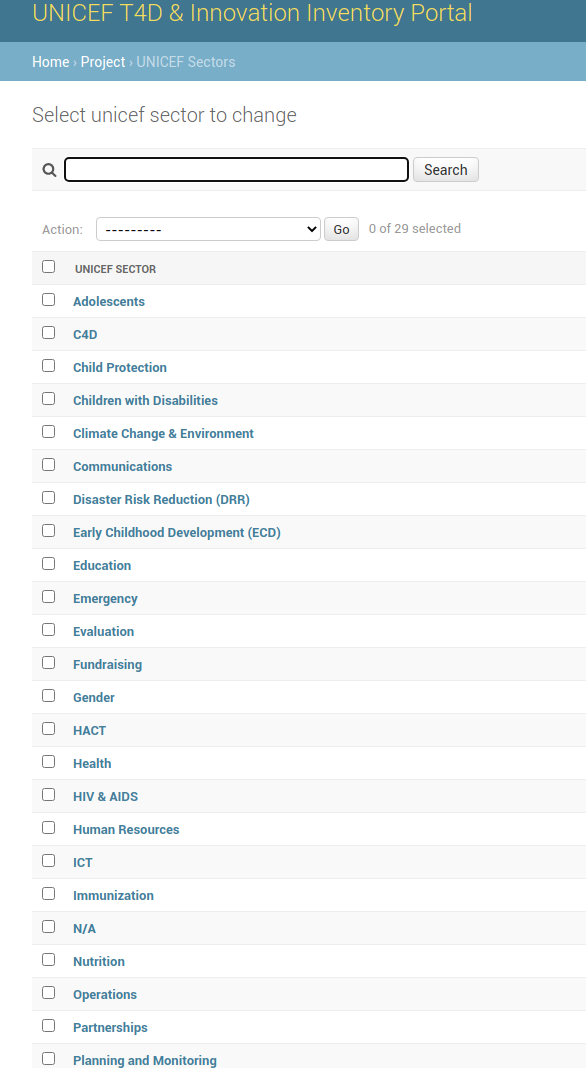 UNICEF T4D & Innovation Inventory Portal
Home › Project › UNICEF Sectors
Select unicef sector to change
Search
Action: --------- Go 0 of 29 selected
UNICEF SECTOR
Adolescents
C4D
Child Protection
Children with Disabilities
Climate Change & Environment
Communications
Disaster Risk Reduction (DRR)
Early Childhood Development (ECD)
Education
Emergency
Evaluation
Fundraising
Gender
HACT
Health
HIV & AIDS
Human Resources
ICT
Immunization
N/A
Nutrition
Operations
Partnerships
Planning and Monitoring